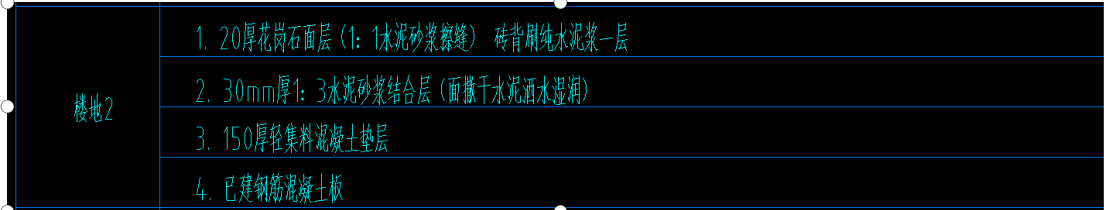 楼地2
1. 20厚花岗石面层（1：1水泥砂浆擦缝） 砖背刷纯水泥浆一层
2. 30mm厚1：3水泥砂浆结合层（面撒干水泥洒水湿润）
3. 150厚轻集料混凝土垫层
4. 已建钢筋混凝土板